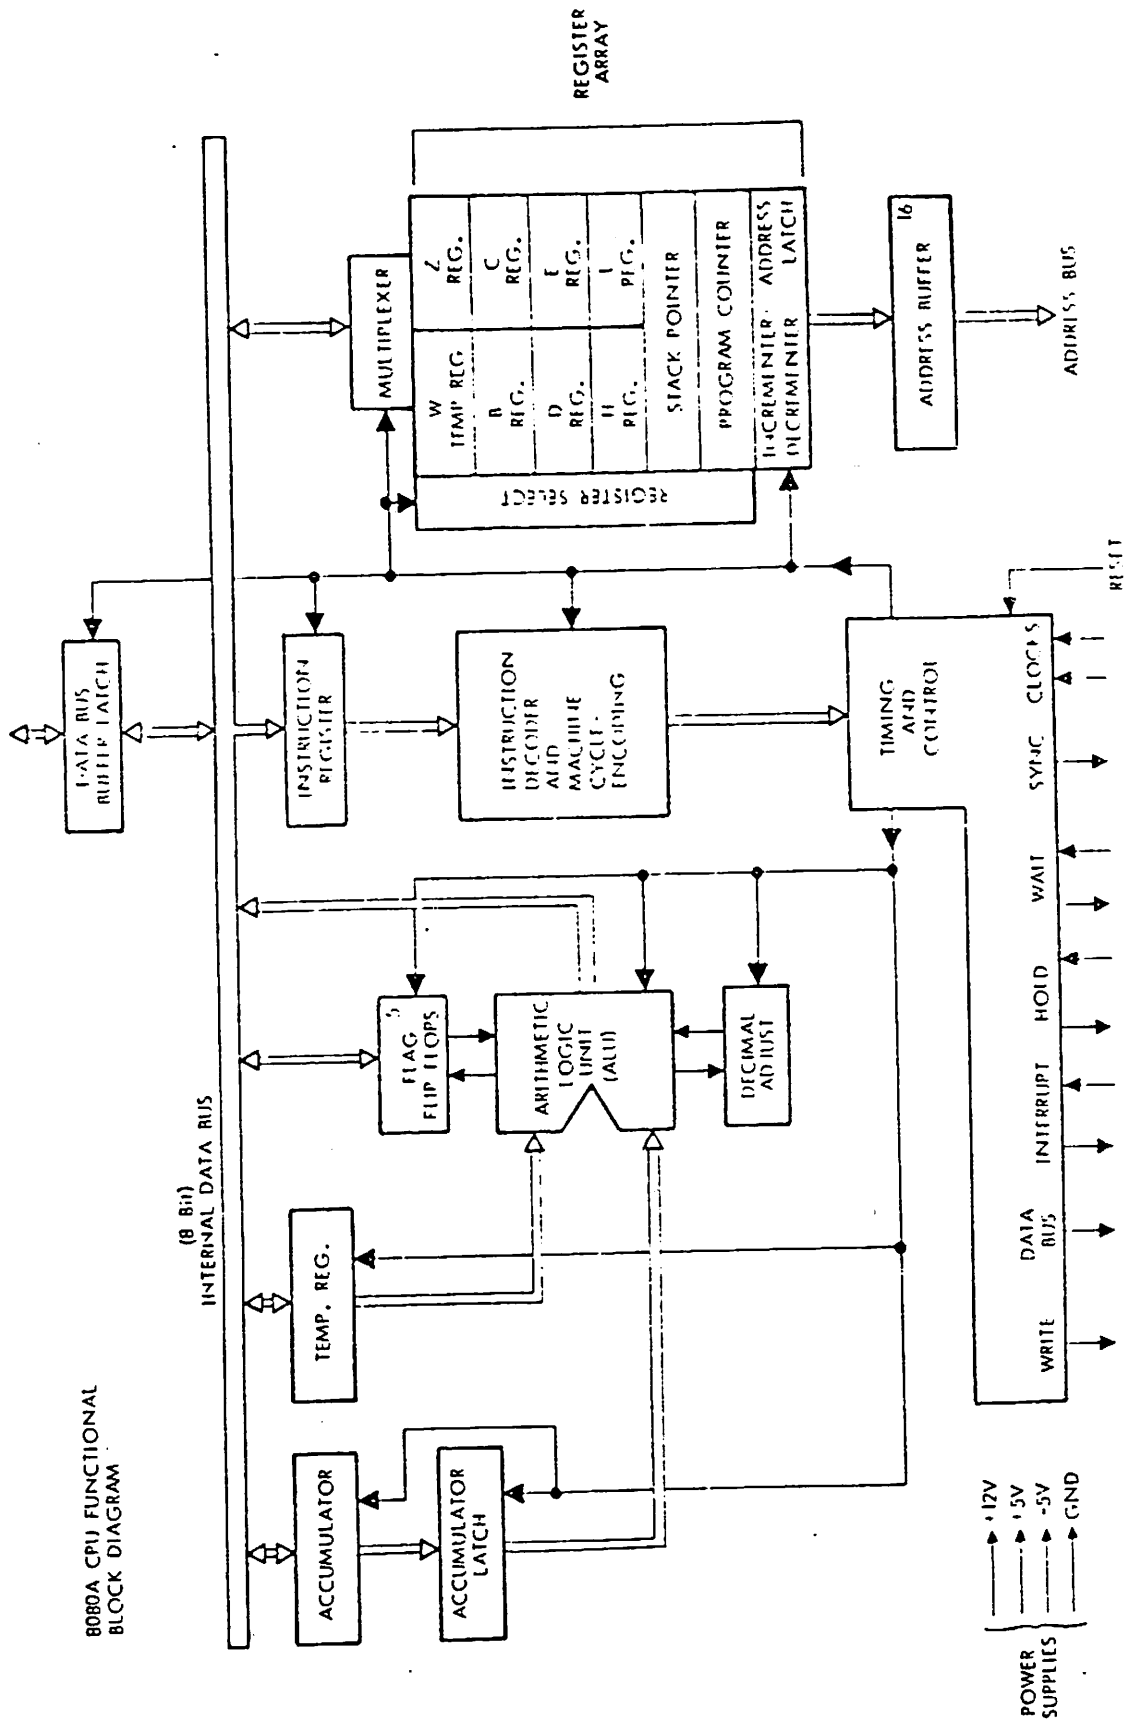 8080A CPU FUNCTIONAL
BLOCK DIAGRAM
(8 Bit)
INTERNAL DATA BUS
DATA BUS
BUFFER LATCH
ACCUMULATOR
ACCUMULATOR
LATCH
TEMP. REG.
5
FLAG
FLIP FLOPS
ARITHMETIC
LOGIC
UNIT
(ALU)
DECIMAL
ADJUST
INSTRUCTION
REGISTER
INSTRUCTION
DECODER
AND
MACHINE
CYCLE-
ENCODING
MULTIPLEXER
REGISTER SELECT
W
TEMP REG
Z
REG.
B
REG.
C
REG.
D
REG.
E
REG.
H
REG.
L
REG.
STACK POINTER
PROGRAM COUNTER
INCREMENTER
DECREMENTER
ADDRESS
LATCH
REGISTER
ARRAY
TIMING
AND
CONTROL
16
ADDRESS BUFFER
ADDRESS BUS
WRITE
DATA
BUS
INTERRUPT
HOLD
WAIT
SYNC
CLOCKS
RESET
POWER
SUPPLIES
+12V
+5V
-5V
GND